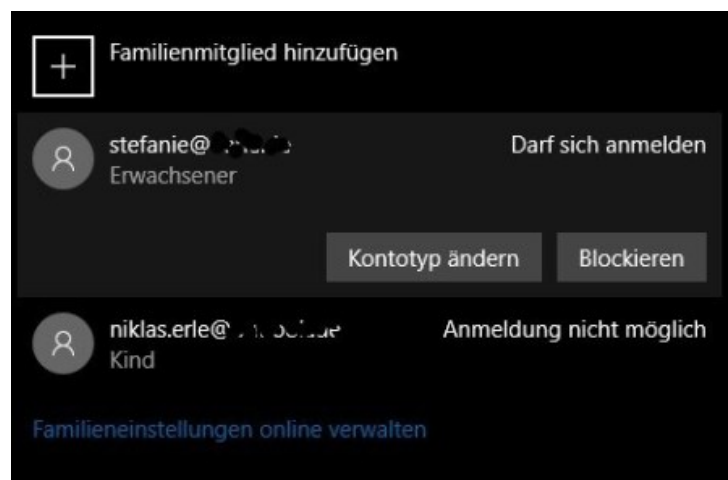 Familienmitglied hinzufügen
stefanie@ Darf sich anmelden
Erwachsener
Kontotyp ändern Blockieren
niklas.erle@ Anmeldung nicht möglich
Kind
Familieneinstellungen online verwalten